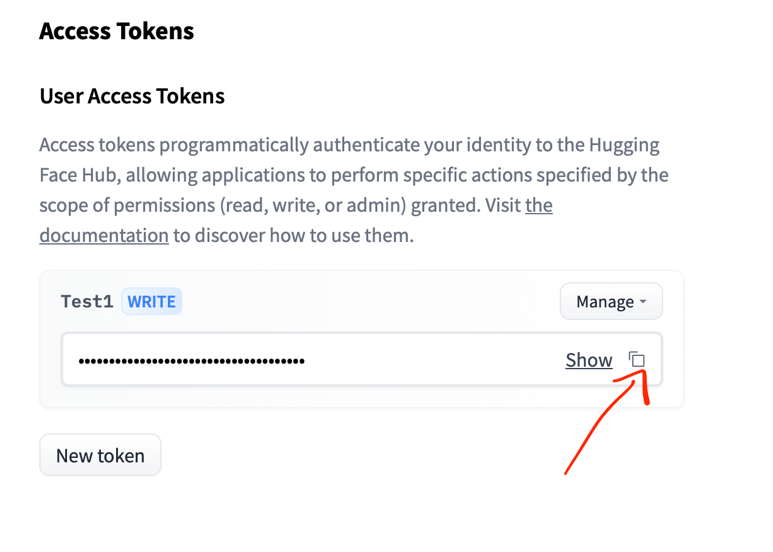 Access Tokens
User Access Tokens
Access tokens programmatically authenticate your identity to the Hugging
Face Hub, allowing applications to perform specific actions specified by the
scope of permissions (read, write, or admin) granted. Visit the
documentation to discover how to use them.
Test1 WRITE Manage
••••••••••••••••••••••••••••••••••••• Show
New token